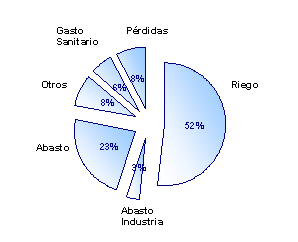 Gasto
Sanitario
Pérdidas
Otros
Riego
Abasto
Abasto
Industria
8%
6%
8%
52%
23%
3%